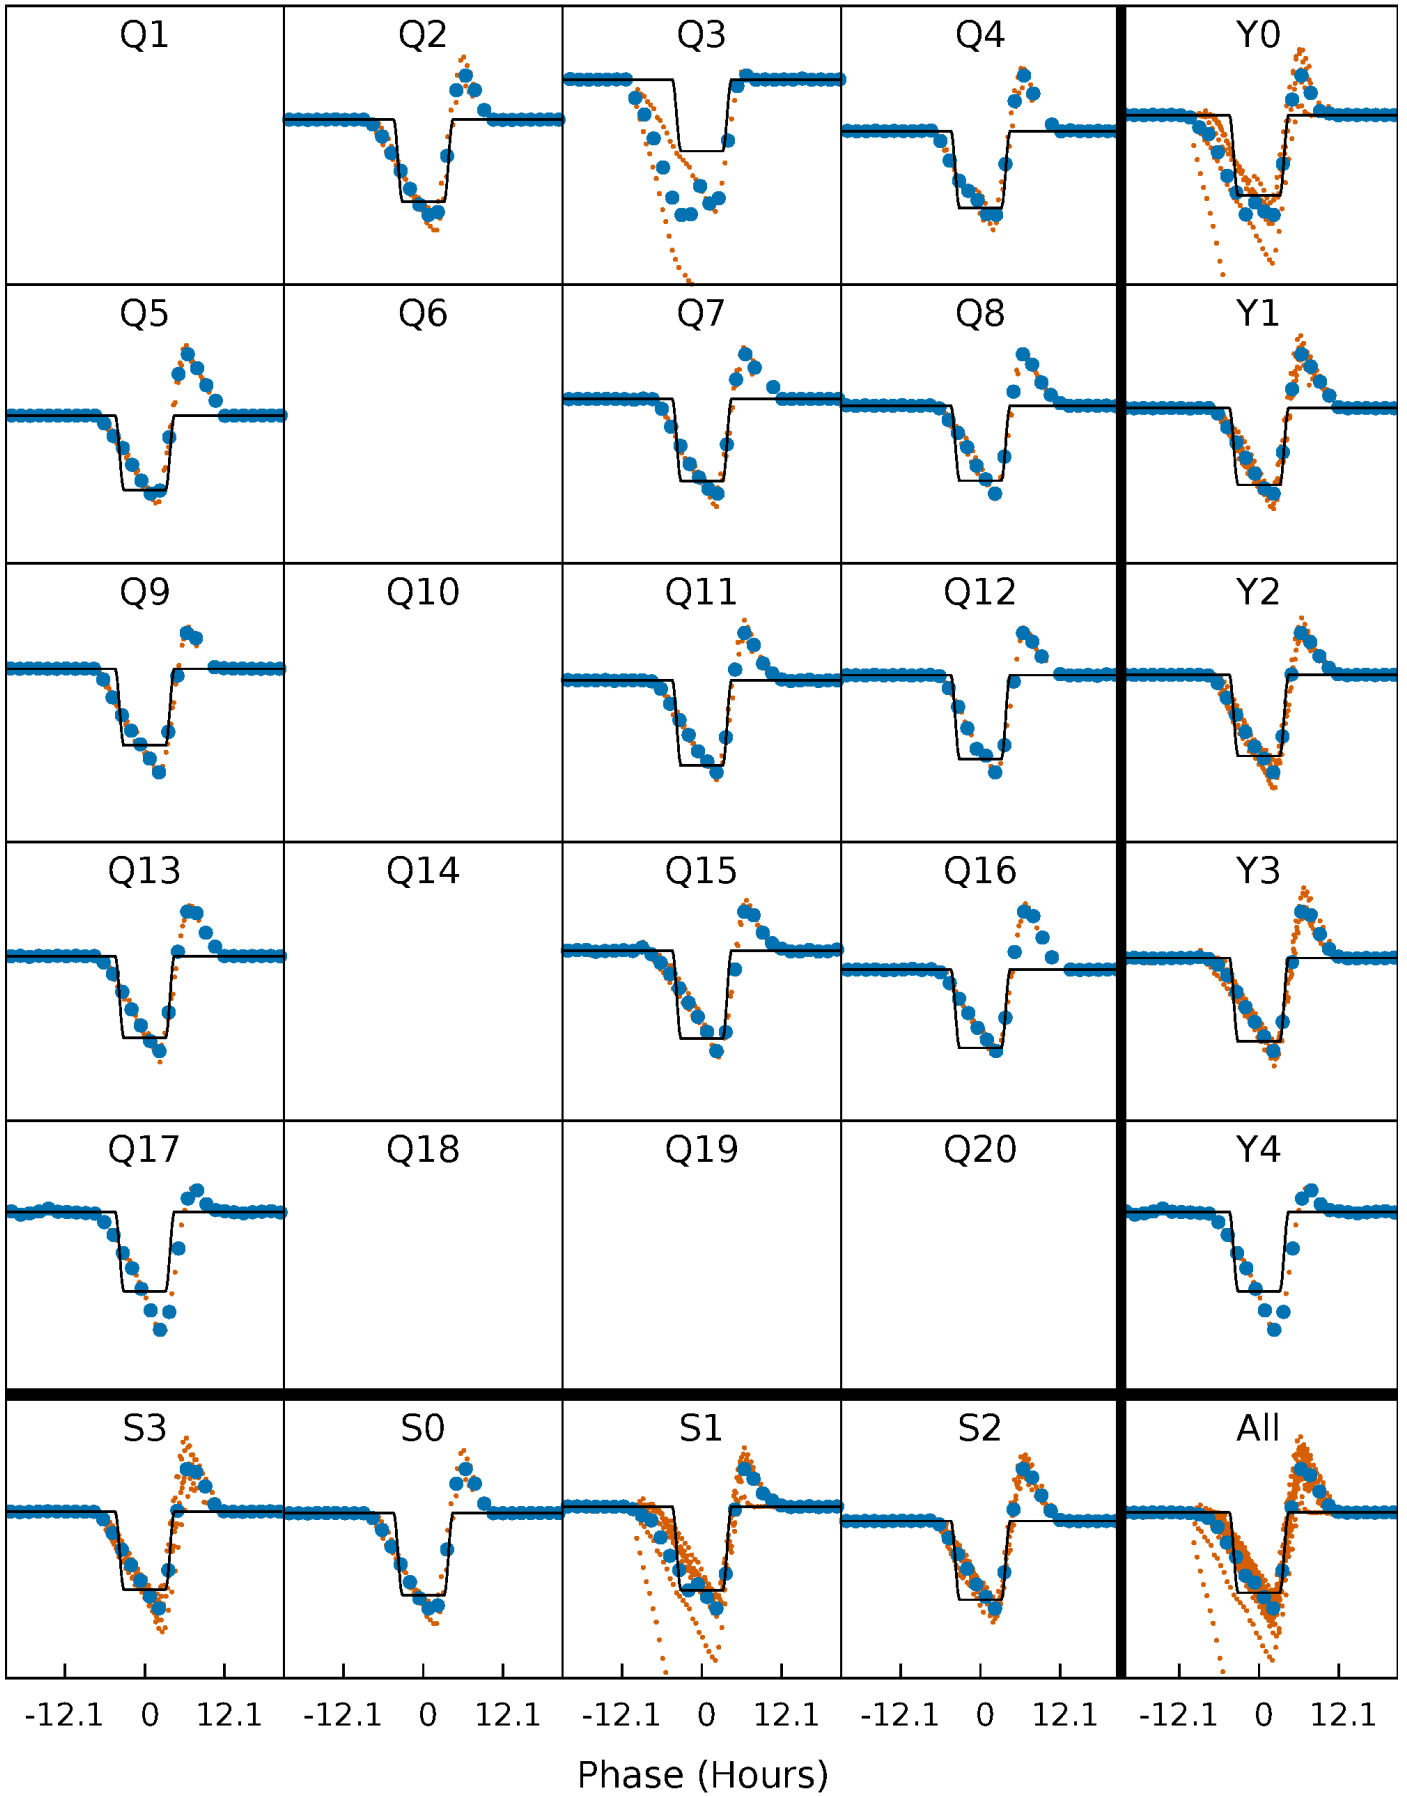 Q1 Q2 Q3 Q4 Y0
Q5 Q6 Q7 Q8 Y1
Q9 Q10 Q11 Q12 Y2
Q13 Q14 Q15 Q16 Y3
Q17 Q18 Q19 Q20 Y4
S3 S0 S1 S2 All
-12.1 0 12.1 -12.1 0 12.1 -12.1 0 12.1 -12.1 0 12.1 -12.1 0 12.1
Phase (Hours)